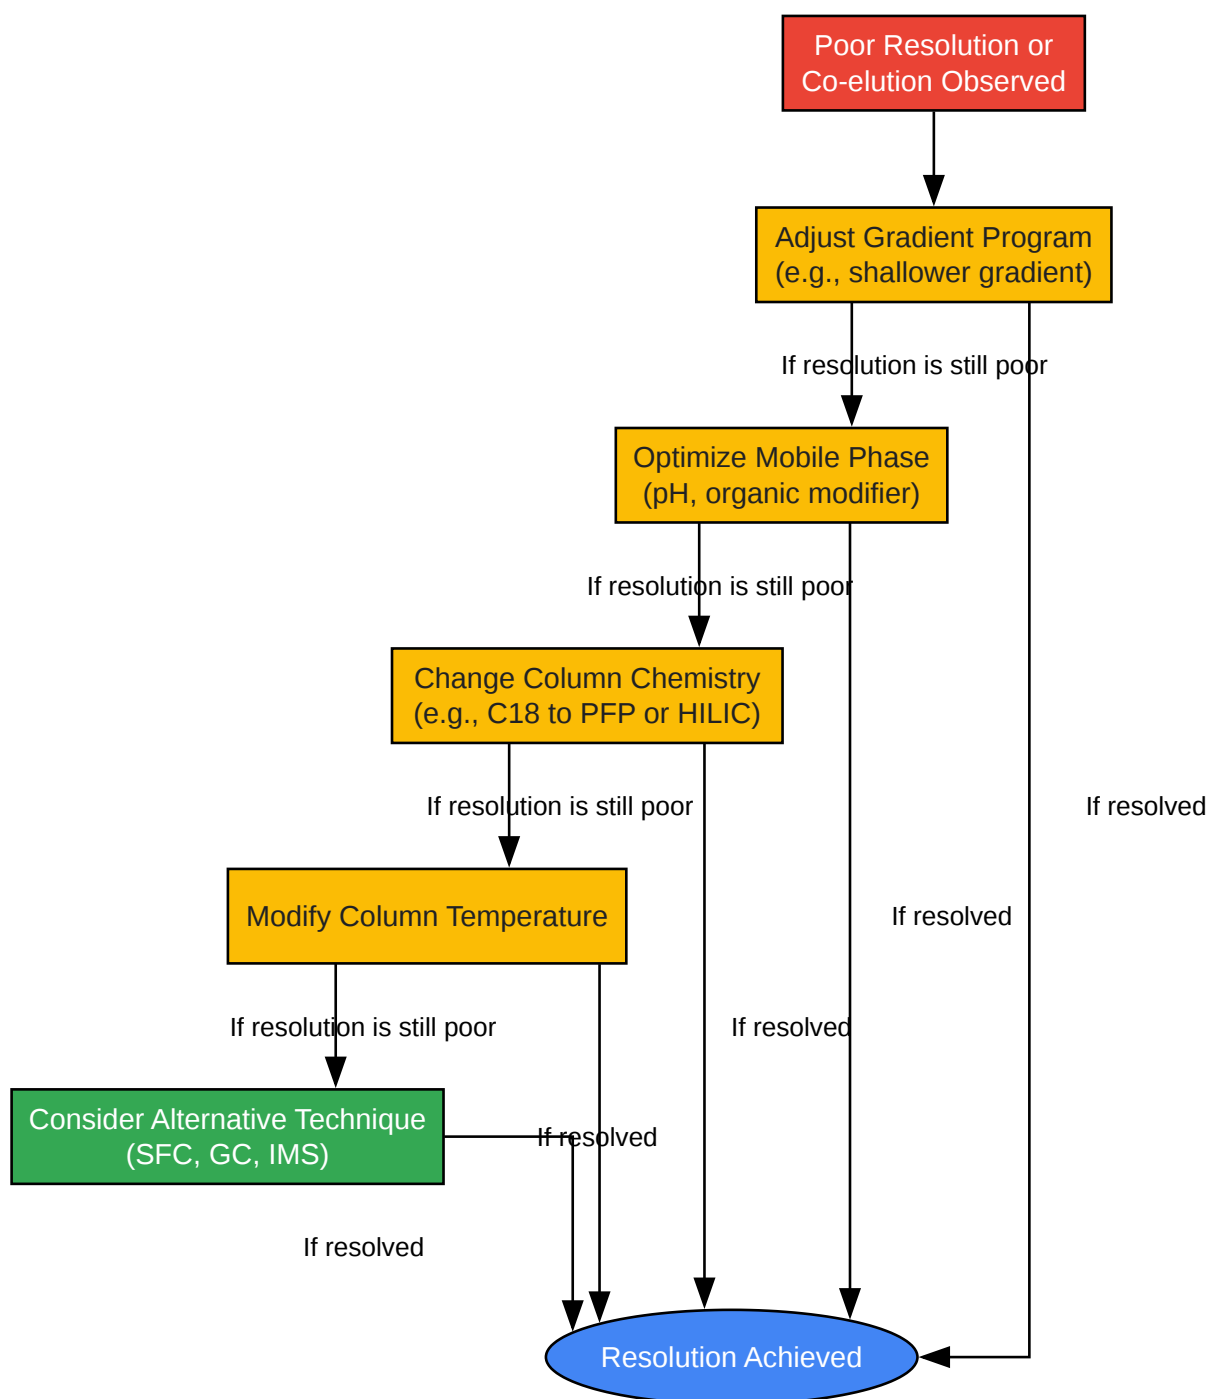 Poor Resolution or
Co-elution Observed
Adjust Gradient Program
(e.g., shallower gradient)
If resolution is still poor
Optimize Mobile Phase
(pH, organic modifier)
If resolution is still poor
Change Column Chemistry
(e.g., C18 to PFP or HILIC)
If resolution is still poor
If resolved
Modify Column Temperature
If resolved
If resolution is still poor
If resolved
Consider Alternative Technique
(SFC, GC, IMS)
If resolved
If resolved
Resolution Achieved